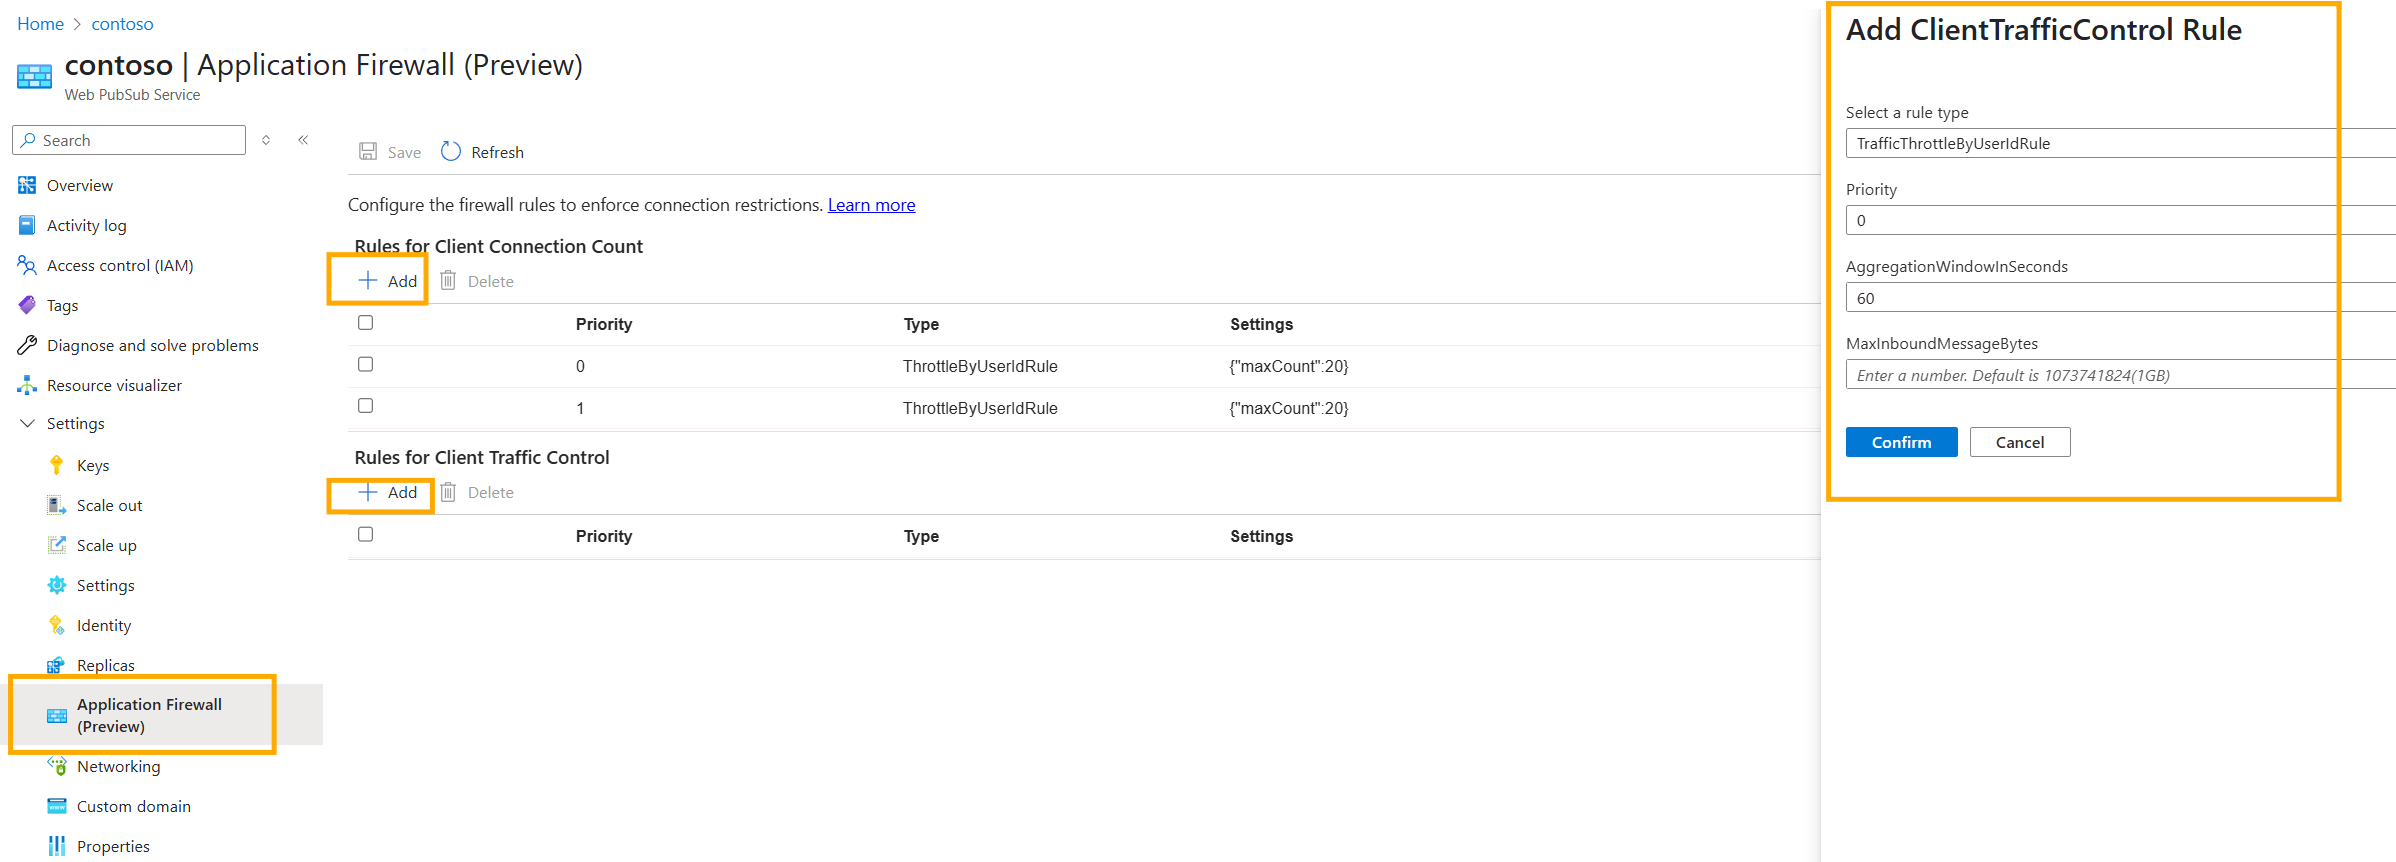 Home > contoso
contoso | Application Firewall (Preview)
Web PubSub Service
Search
Overview
Activity log
Access control (IAM)
Tags
Diagnose and solve problems
Resource visualizer
Settings
Keys
Scale out
Scale up
Settings
Identity
Replicas
Application Firewall
(Preview)
Networking
Custom domain
Properties
Save Refresh
Configure the firewall rules to enforce connection restrictions. Learn more
Rules for Client Connection Count
Add Delete
Priority Type Settings
0 ThrottleByUserIdRule {"maxCount":20}
1 ThrottleByUserIdRule {"maxCount":20}
Rules for Client Traffic Control
Add Delete
Priority Type Settings
Add ClientTrafficControl Rule
Select a rule type
TrafficThrottleByUserIdRule
Priority
0
AggregationWindowInSeconds
60
MaxInboundMessageBytes
Enter a number. Default is 1073741824(1GB)
Confirm Cancel